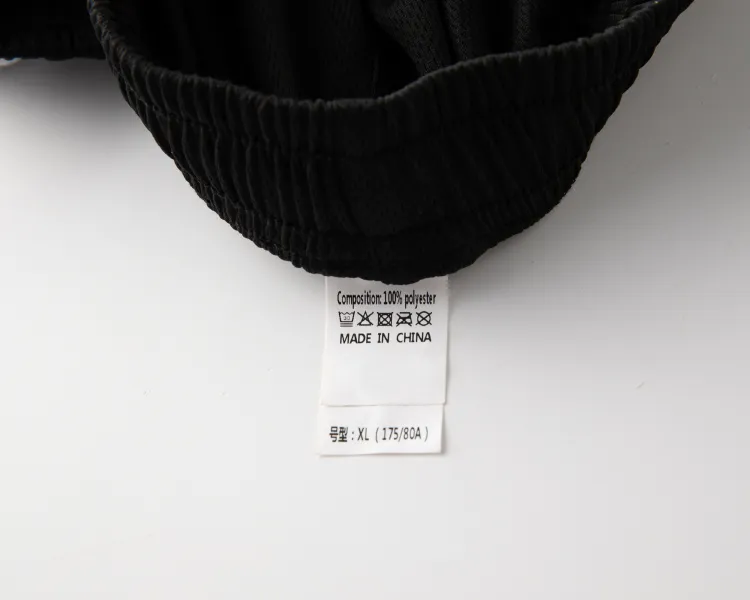 Composition: 100% polyester
MADE IN CHINA
号型：XL（175/80A）